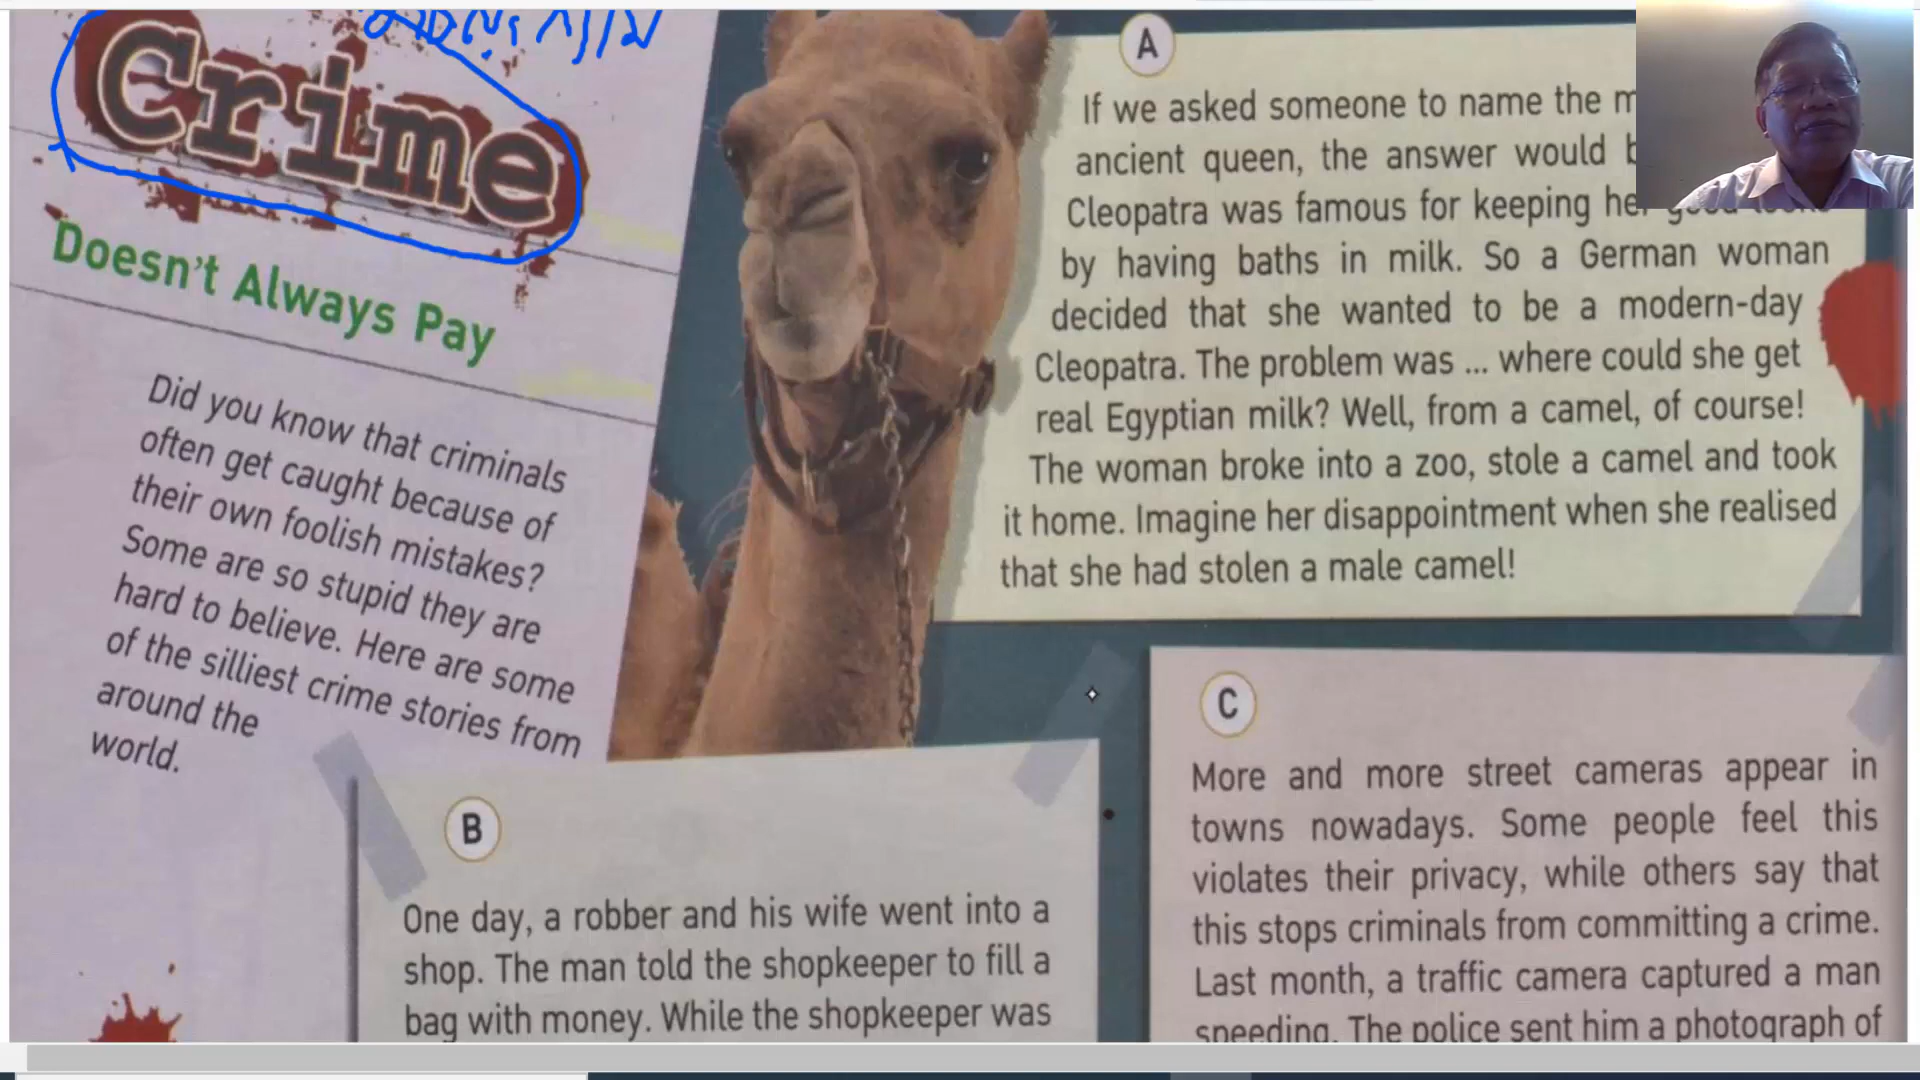 Crime
Doesn't Always Pay
Did you know that criminals
often get caught because of
their own foolish mistakes?
Some are so stupid they are
hard to believe. Here are some
of the silliest crime stories from
around the
world.
A
If we asked someone to name the
ancient queen, the answer would
Cleopatra was famous for keeping her good looks
by having baths in milk. So a German woman
decided that she wanted to be a modern-day
Cleopatra. The problem was ... where could she get
real Egyptian milk? Well, from a camel, of course!
The woman broke into a zoo, stole a camel and took
it home. Imagine her disappointment when she realised
that she had stolen a male camel!
B
One day, a robber and his wife went into a
shop. The man told the shopkeeper to fill a
bag with money. While the shopkeeper was
C
More and more street cameras appear in
towns nowadays. Some people feel this
violates their privacy, while others say that
this stops criminals from committing a crime.
Last month, a traffic camera captured a man
speeding. The police sent him a photograph of